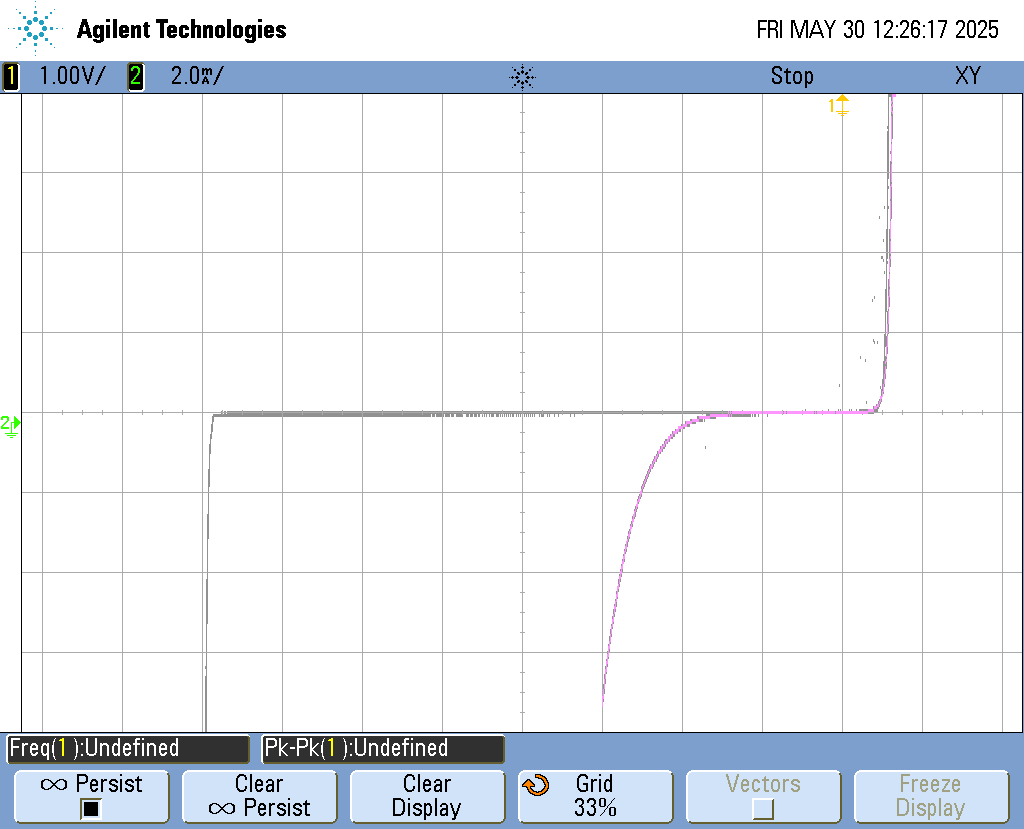 Agilent Technologies FRI MAY 30 12:26:17 2025
1 1.00V/ 2 2.0mA/ Stop XY
1
2
Freq(1):Undefined Pk-Pk(1):Undefined
∞ Persist Clear Clear Grid Vectors Freeze
∞ Persist Display 33% Display